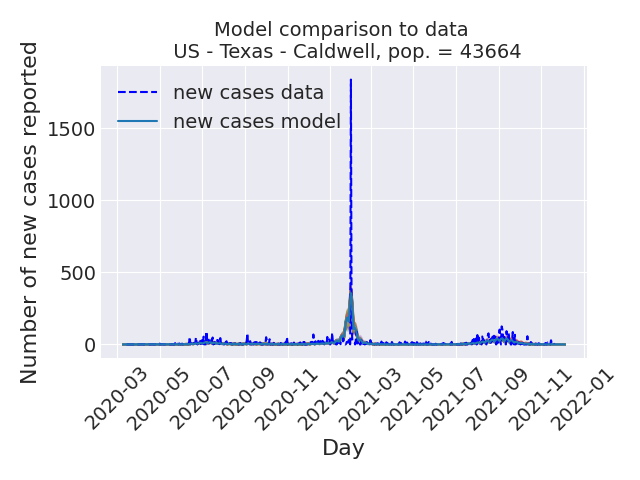 Model comparison to data
US - Texas - Caldwell, pop. = 43664
Number of new cases reported
new cases data
new cases model
1500
1000
500
0
2020-03
2020-05
2020-07
2020-09
2020-11
2021-01
2021-03
2021-05
2021-07
2021-09
2021-11
2022-01
Day